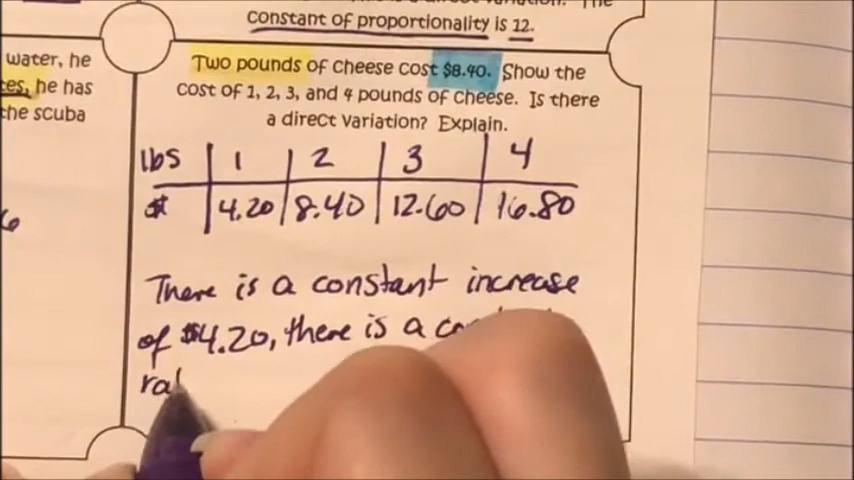 constant of proportionality is 12.
water, he
tes, he has
the scuba
6
Two pounds of cheese cost $8.40. Show the
cost of 1, 2, 3, and 4 pounds of cheese. Is there
a direct variation? Explain.
lbs 1 2 3 4
$ 4.20 8.40 12.60 16.80
There is a constant increase
of $4.20, there is a